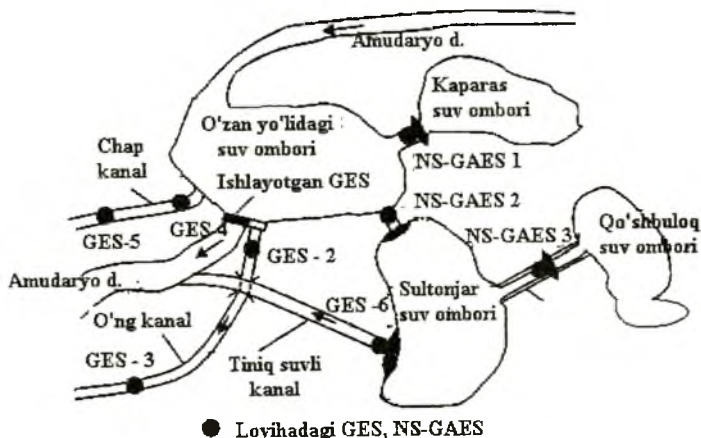 Amudaryo d.
Kaparas
suv ombori
O'zan yo'lidagi
suv ombori
Chap
kanal
NS-GAES 1
Ishlayotgan GES
NS-GAES 2
GES-4
GES-5
NS-GAES 3
Qo'shbuloq
suv ombori
GES - 2
Amudaryo d.
GES -6
Sultonjar
suv ombori
O'ng kanal
GES - 3
Tiniq suvli
kanal
Loyihadagi GES, NS-GAES